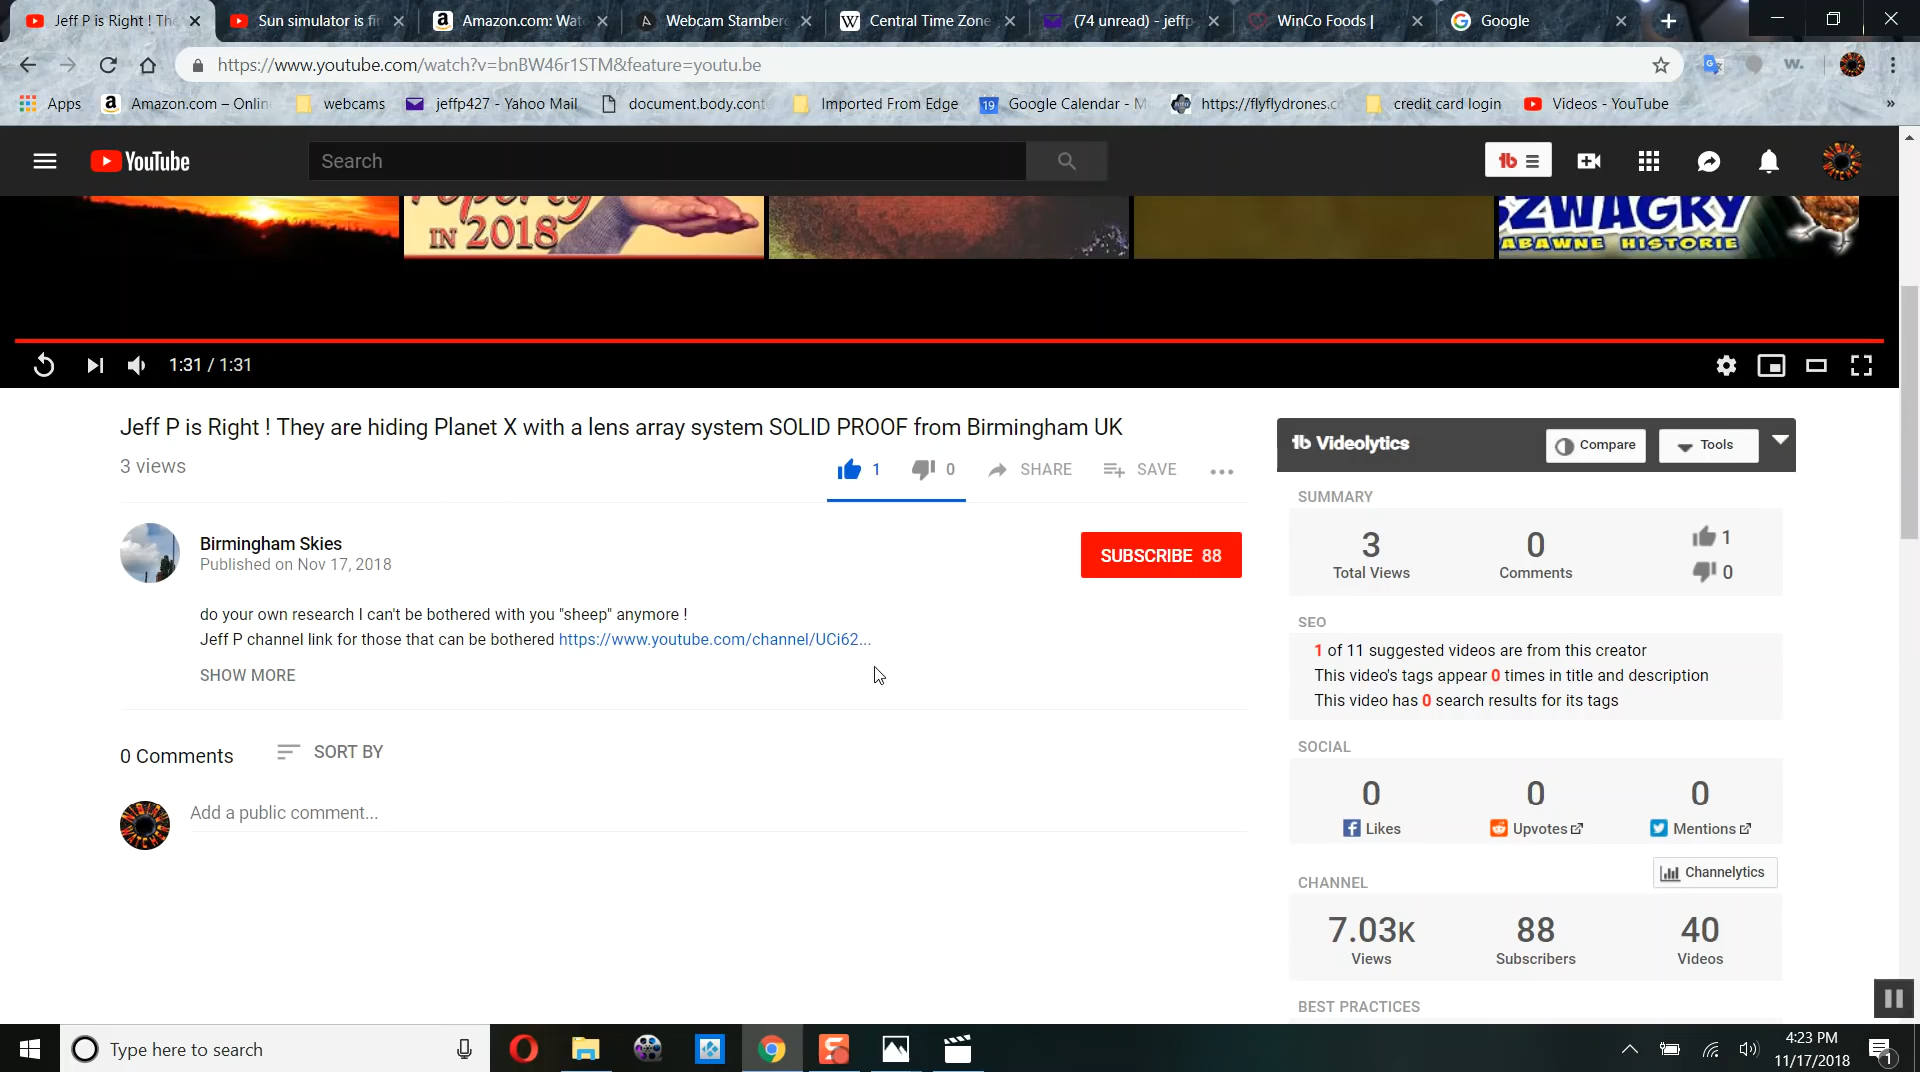 Jeff P is Right ! The
Sun simulator is fi
Amazon.com: Wat
Webcam Starnber
Central Time Zone
(74 unread) - jeffp
WinCo Foods |
Google
https://www.youtube.com/watch?v=bnBW46r1STM&feature=youtu.be
Apps
Amazon.com – Onlin
webcams
jeffp427 - Yahoo Mail
document.body.cont
Imported From Edge
19
Google Calendar - M
https://flyflydrones.c
credit card login
Videos - YouTube
»
YouTube
Search
IN 2018
SZWAGRY
ABAWNE HISTORIE
1:31 / 1:31
Jeff P is Right ! They are hiding Planet X with a lens array system SOLID PROOF from Birmingham UK
3 views
1
0
SHARE
SAVE
Birmingham Skies
Published on Nov 17, 2018
SUBSCRIBE 88
do your own research I can't be bothered with you "sheep" anymore !
Jeff P channel link for those that can be bothered https://www.youtube.com/channel/UCi62...
SHOW MORE
0 Comments
SORT BY
Add a public comment...
tb Videolytics
Compare
Tools
SUMMARY
3
Total Views
0
Comments
1
0
SEO
1 of 11 suggested videos are from this creator
This video's tags appear 0 times in title and description
This video has 0 search results for its tags
SOCIAL
0
Likes
0
Upvotes
0
Mentions
CHANNEL
Channelytics
7.03K
Views
88
Subscribers
40
Videos
BEST PRACTICES
Type here to search
4:23 PM
11/17/2018
1